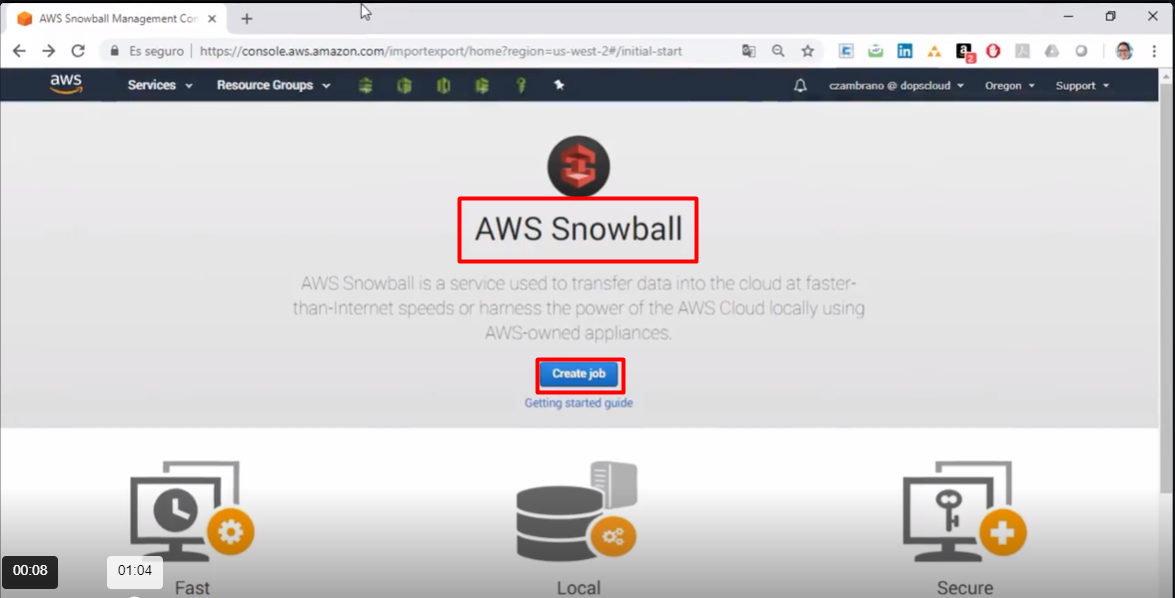 AWS Snowball Management Con
Es seguro
https://console.aws.amazon.com/importexport/home?region=us-west-2#/initial-start
a
2
aws
Services
Resource Groups
czambrano @ dopscloud
Oregon
Support
AWS Snowball
AWS Snowball is a service used to transfer data into the cloud at faster-
than-Internet speeds or harness the power of the AWS Cloud locally using
AWS-owned appliances.
Create job
Getting started guide
00:08
01:04
Fast
Local
Secure